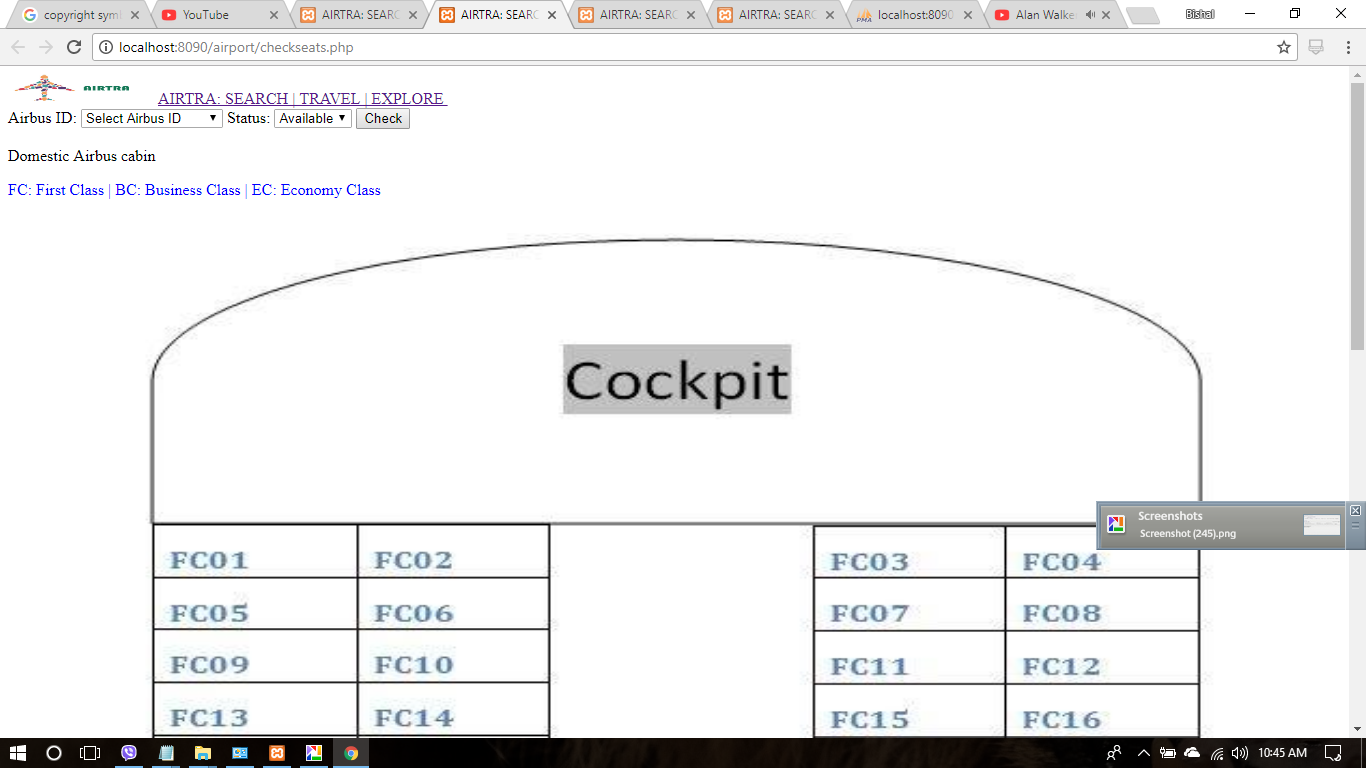 copyright syml
YouTube
AIRTRA: SEARC
AIRTRA: SEARC
AIRTRA: SEARC
AIRTRA: SEARC
localhost:8090
Alan Walke
Bishal
localhost:8090/airport/checkseats.php
AIRTRA
AIRTRA: SEARCH | TRAVEL | EXPLORE
Airbus ID: Select Airbus ID Status: Available Check
Domestic Airbus cabin
FC: First Class | BC: Business Class | EC: Economy Class
Cockpit
Screenshots
Screenshot (245).png
FC01 FC02 FC03 FC04
FC05 FC06 FC07 FC08
FC09 FC10 FC11 FC12
FC13 FC14 FC15 FC16
10:45 AM